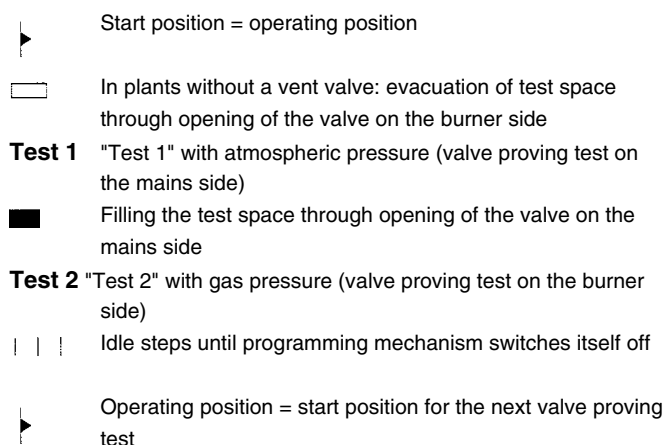 Start position = operating position
In plants without a vent valve: evacuation of test space
through opening of the valve on the burner side
Test 1 "Test 1" with atmospheric pressure (valve proving test on
the mains side)
Filling the test space through opening of the valve on the
mains side
Test 2 "Test 2" with gas pressure (valve proving test on the burner
side)
Idle steps until programming mechanism switches itself off
Operating position = start position for the next valve proving
test